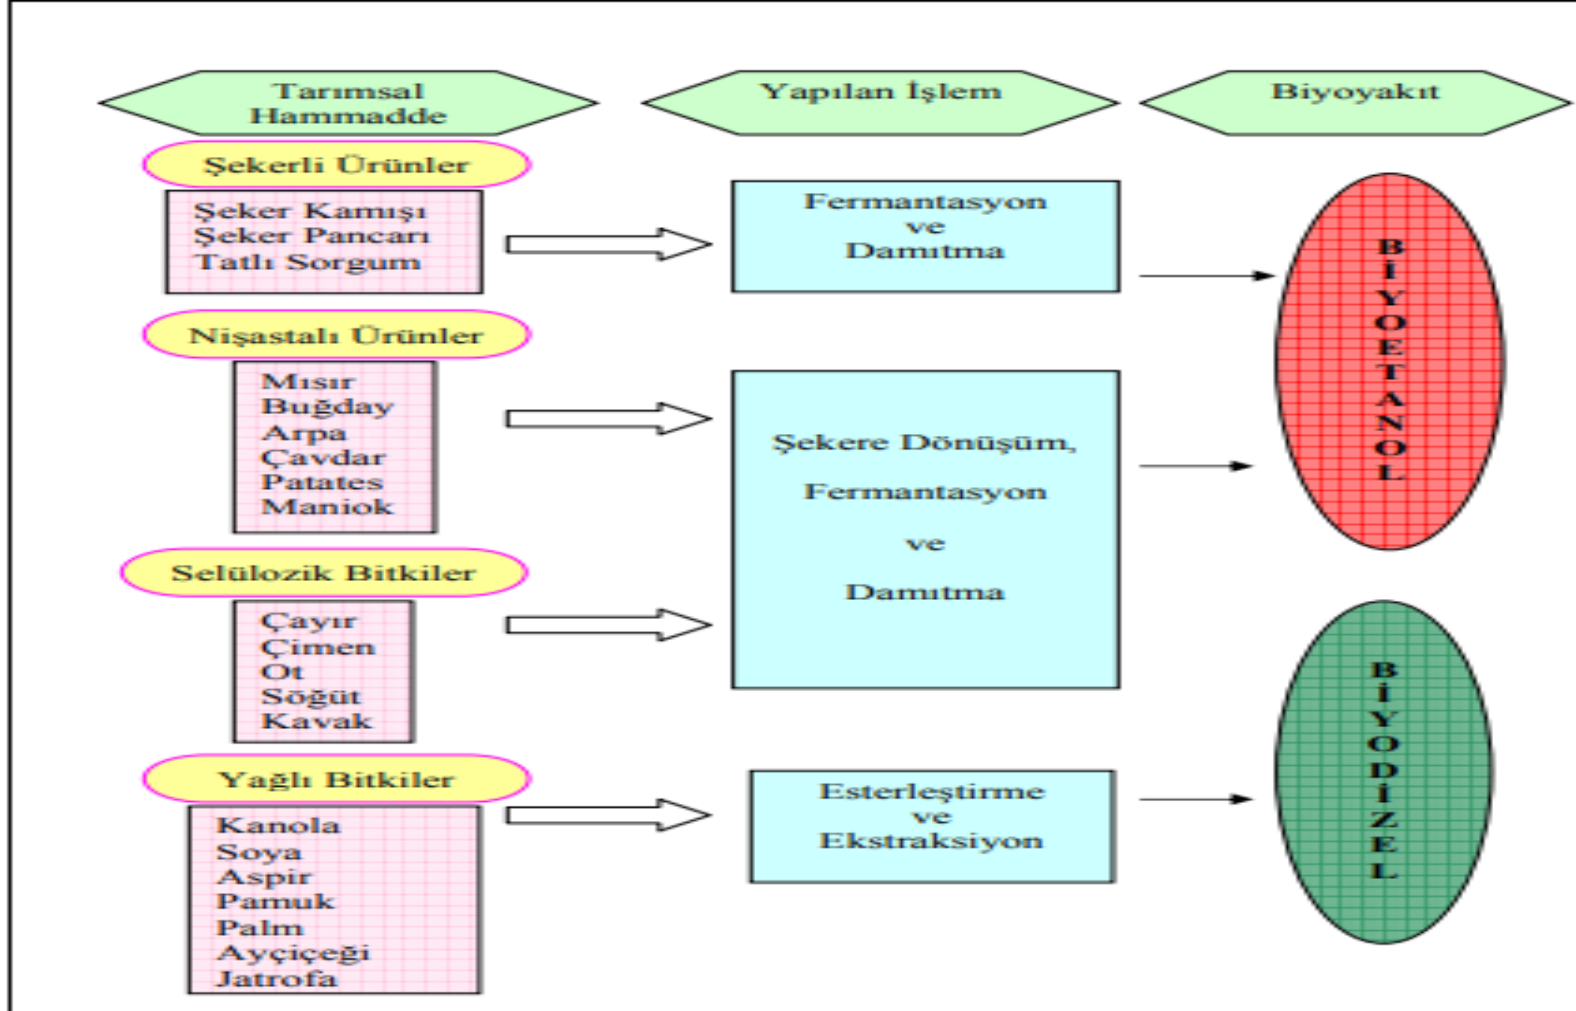 Tarımsal
Hammadde
Yapılan İşlem
Biyoyakıt
Şekerli Ürünler
Şeker Kamışı
Şeker Pancarı
Tatlı Sorgum
Fermantasyon
ve
Damıtma
Nişastalı Ürünler
Mısır
Buğday
Arpa
Çavdar
Patates
Maniok
Şekere Dönüşüm,
Fermantasyon
ve
Damıtma
Selülozik Bitkiler
Çayır
Çimen
Ot
Söğüt
Kavak
Yağlı Bitkiler
Kanola
Soya
Aspir
Pamuk
Palm
Ayçiçeği
Jatrofa
Esterleştirme
ve
Ekstraksiyon
BİYOETANOL
BİYODİZEL